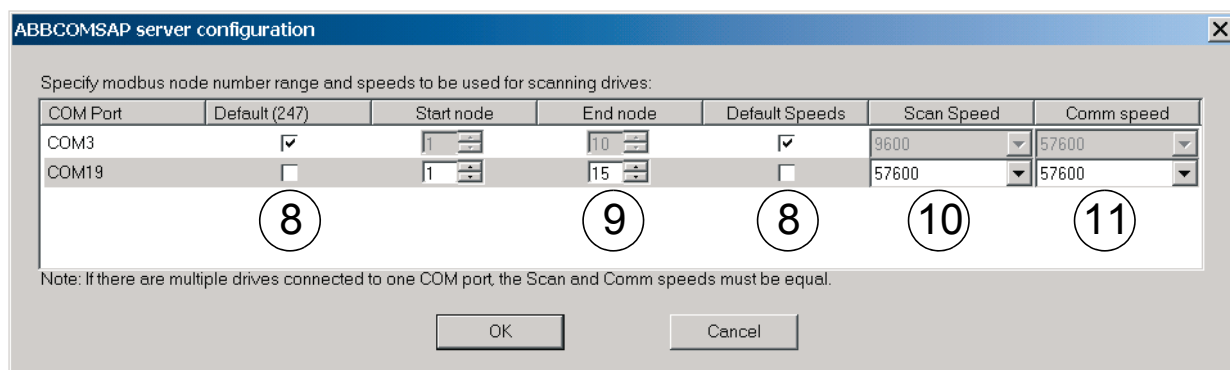 ABBCOMSAP server configuration
Specify modbus node number range and speeds to be used for scanning drives:
COM Port Default (247) Start node End node Default Speeds Scan Speed Comm speed
COM3 1 10 9600 57600
COM19 1 15 57600 57600
8 9 8 10 11
Note: If there are multiple drives connected to one COM port, the Scan and Comm speeds must be equal.
OK Cancel